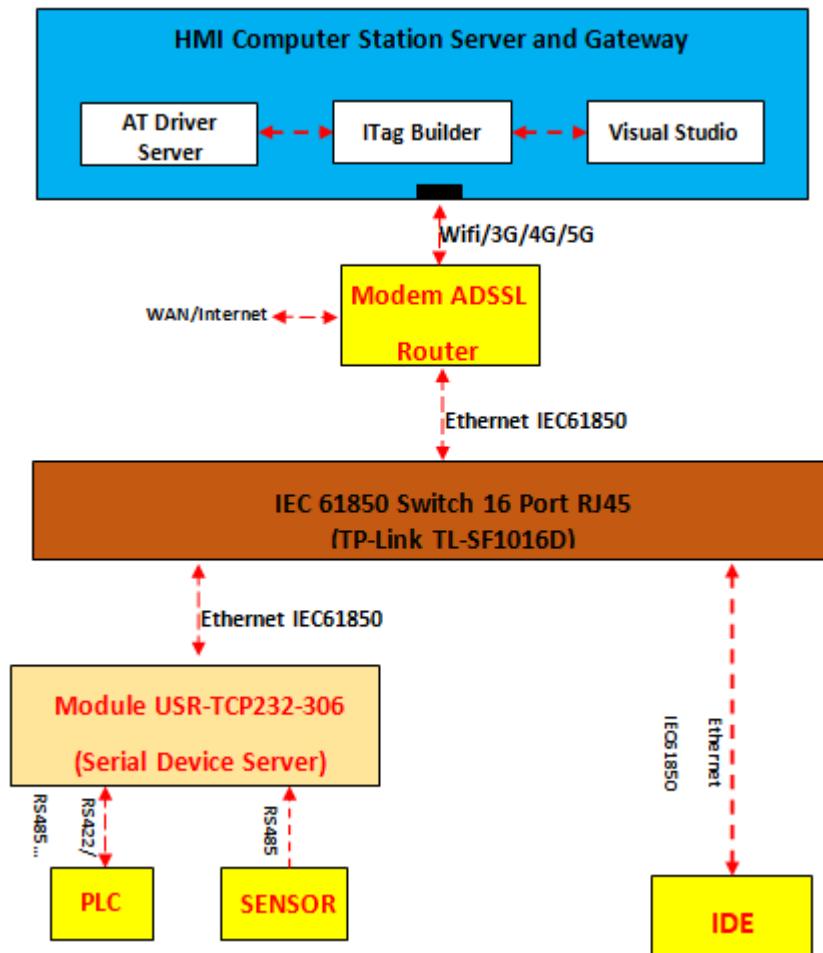 HMI Computer Station Server and Gateway
AT Driver
Server
ITag Builder
Visual Studio
Wifi/3G/4G/5G
Modem ADSSL
Router
WAN/Internet
Ethernet IEC61850
IEC 61850 Switch 16 Port RJ45
(TP-Link TL-SF1016D)
Ethernet IEC61850
Module USR-TCP232-306
(Serial Device Server)
RS485...
RS422/
RS485
Ethernet
IEC61850
PLC
SENSOR
IDE